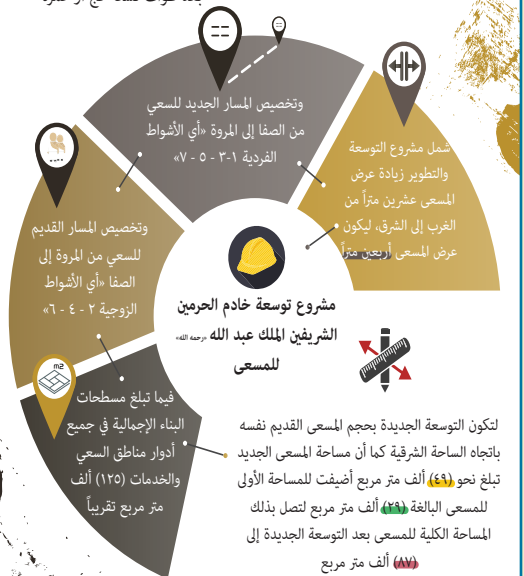 شمل مشروع التوسعة
والتطوير زيادة عرض
المسعى عشرين متراً من
الغرب إلى الشرق، ليكون
عرض المسعى أربعين متراً
وتخصيص المسار الجديد للسعي
من الصفا إلى المروة «أي الأشواط
الفردية ١-٣ - ٥ - ٧»
وتخصيص المسار القديم
للسعي من المروة إلى
الصفا «أي الأشواط
الزوجية ٢ - ٤ - ٦»
m2
فيما تبلغ مسطحات
البناء الإجمالية في جميع
أدوار مناطق السعي
والخدمات (١٢٥) ألف
متر مربع تقريباً
مشروع توسعة خادم الحرمين
الشريفين الملك عبد الله «رحمه الله»
للمسعى
لتكون التوسعة الجديدة بحجم المسعى القديم نفسه
باتجاه الساحة الشرقية كما أن مساحة المسعى الجديد
تبلغ نحو (٤٩) ألف متر مربع أضيفت للمساحة الأولى
للمسعى البالغة (٢٩) ألف متر مربع لتصل بذلك
المساحة الكلية للمسعى بعد التوسعة الجديدة إلى
(٨٧) ألف متر مربع